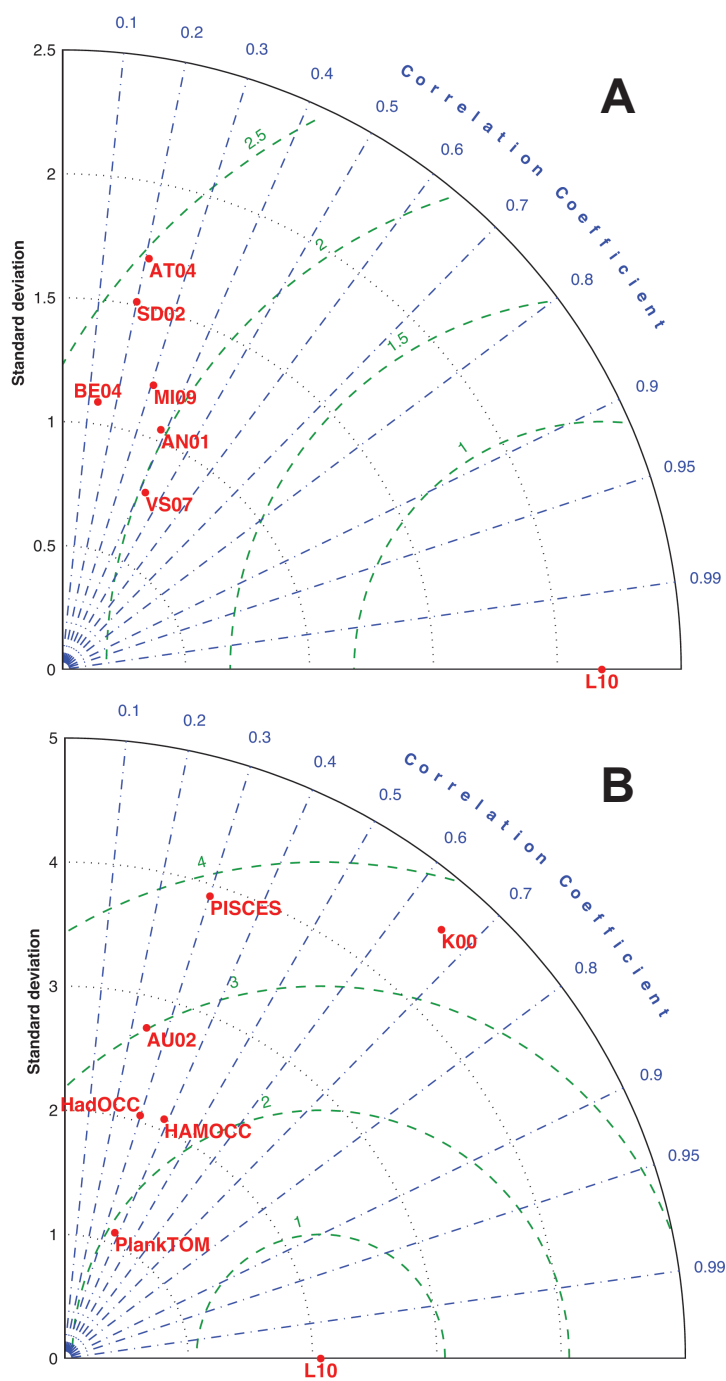 0.1
0.2
0.3
0.4
0.5
0.6
0.7
0.8
0.9
0.95
0.99
Correlation Coefficient
A
2.5
2
1.5
1
0.5
0
Standard deviation
2.5
2
1.5
1
AT04
SD02
BE04
MI09
AN01
VS07
L10
0.1
0.2
0.3
0.4
0.5
0.6
0.7
0.8
0.9
0.95
0.99
Correlation Coefficient
B
5
4
3
2
1
0
Standard deviation
4
3
2
1
PISCES
K00
AU02
HadOCC
HAMOCC
PlankTOM
L10